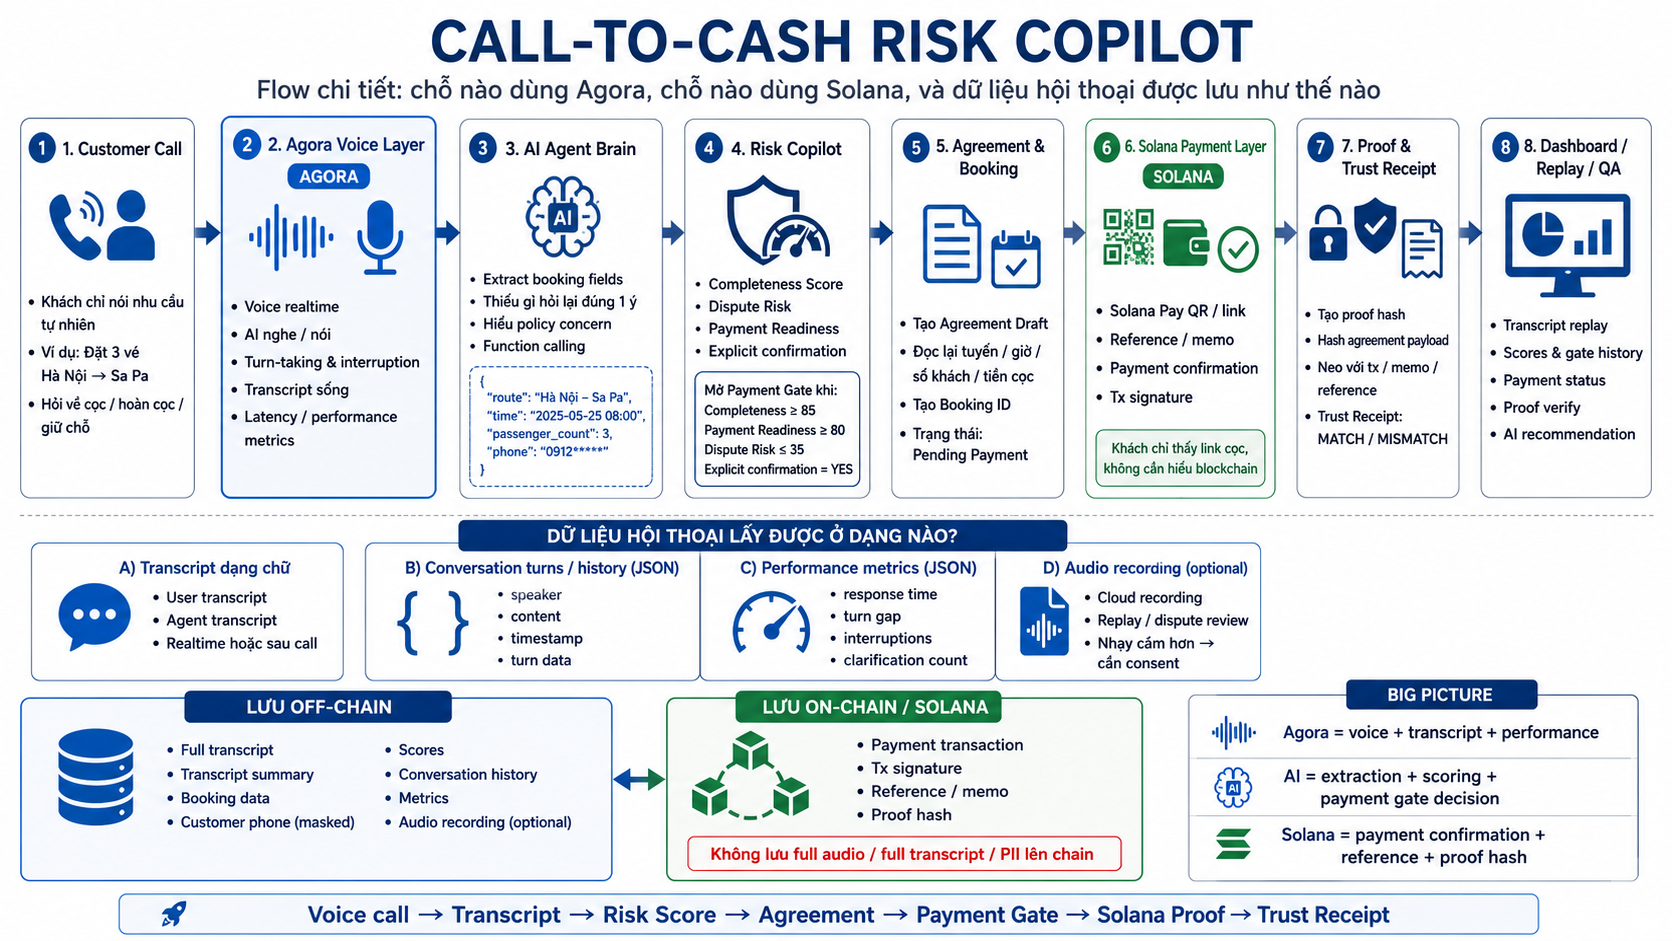 CALL-TO-CASH RISK COPILOT
Flow chi tiết: chỗ nào dùng Agora, chỗ nào dùng Solana, và dữ liệu hội thoại được lưu như thế nào
1 1. Customer Call
• Khách chỉ nói nhu cầu
tự nhiên
• Ví dụ: Đặt 3 vé
Hà Nội → Sa Pa
• Hỏi về cọc / hoàn cọc /
giữ chỗ
2 2. Agora Voice Layer
AGORA
• Voice realtime
• AI nghe / nói
• Turn-taking & interruption
• Transcript sống
• Latency / performance
metrics
3 3. AI Agent Brain
AI
• Extract booking fields
• Thiếu gì hỏi lại đúng 1 ý
• Hiểu policy concern
• Function calling
{
"route": "Hà Nội – Sa Pa",
"time": "2025-05-25 08:00",
"passenger_count": 3,
"phone": "0912*****"
}
4 4. Risk Copilot
• Completeness Score
• Dispute Risk
• Payment Readiness
• Explicit confirmation
Mở Payment Gate khi:
Completeness ≥ 85
Payment Readiness ≥ 80
Dispute Risk ≤ 35
Explicit confirmation = YES
5 5. Agreement &
Booking
• Tạo Agreement Draft
• Đọc lại tuyến / giờ /
số khách / tiền cọc
• Tạo Booking ID
• Trạng thái:
Pending Payment
6 6. Solana Payment Layer
SOLANA
• Solana Pay QR / link
• Reference / memo
• Payment confirmation
• Tx signature
Khách chỉ thấy link cọc,
không cần hiểu blockchain
7 7. Proof &
Trust Receipt
• Tạo proof hash
• Hash agreement payload
• Neo với tx / memo /
reference
• Trust Receipt:
MATCH / MISMATCH
8 8. Dashboard /
Replay / QA
• Transcript replay
• Scores & gate history
• Payment status
• Proof verify
• AI recommendation
DỮ LIỆU HỘI THOẠI LẤY ĐƯỢC Ở DẠNG NÀO?
A) Transcript dạng chữ
• User transcript
• Agent transcript
• Realtime hoặc sau call
B) Conversation turns / history (JSON)
{ }
• speaker
• content
• timestamp
• turn data
C) Performance metrics (JSON)
• response time
• turn gap
• interruptions
• clarification count
D) Audio recording (optional)
• Cloud recording
• Replay / dispute review
• Nhạy cảm hơn →
cần consent
LƯU OFF-CHAIN
• Full transcript
• Transcript summary
• Booking data
• Customer phone (masked)
• Scores
• Conversation history
• Metrics
• Audio recording (optional)
LƯU ON-CHAIN / SOLANA
• Payment transaction
• Tx signature
• Reference / memo
• Proof hash
Không lưu full audio / full transcript / PII lên chain
BIG PICTURE
Agora = voice + transcript + performance
AI
AI = extraction + scoring +
payment gate decision
Solana = payment confirmation +
reference + proof hash
Voice call → Transcript → Risk Score → Agreement → Payment Gate → Solana Proof → Trust Receipt